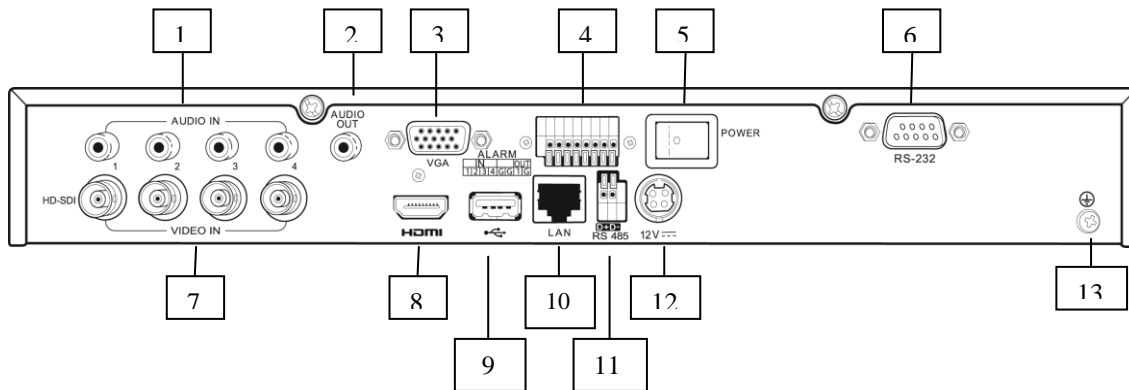 1 2 3 4 5 6
AUDIO IN
AUDIO
OUT
1 2 3 4
HD-SDI
VIDEO IN
VGA
ALARM
IN OUT
1 2 3 4 G G 1 G
POWER
RS-232
HDMI
LAN
D+ D-
RS 485
12V
7 8 10 12 13
9 11